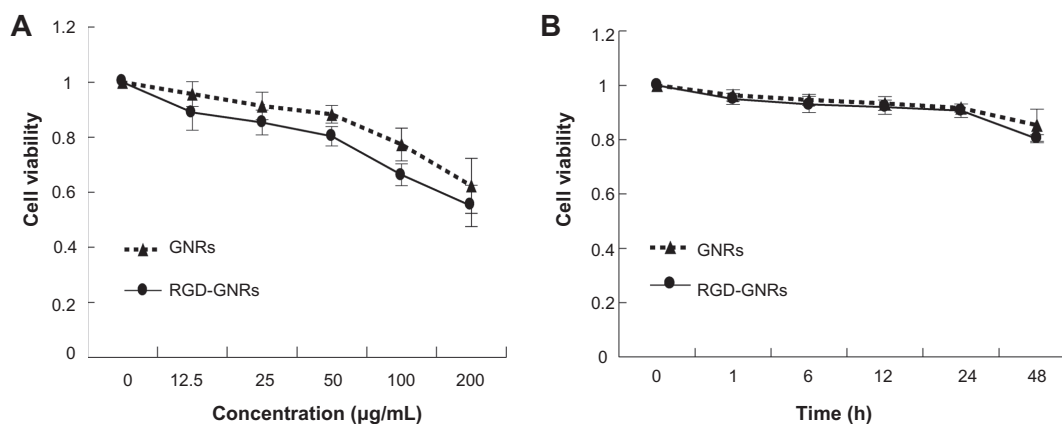 A
1.2
1
0.8
0.6
0.4
0.2
0
Cell viability
GNRs
RGD-GNRs
0 12.5 25 50 100 200
Concentration (µg/mL)
B
1.2
1
0.8
0.6
0.4
0.2
0
Cell viability
GNRs
RGD-GNRs
0 1 6 12 24 48
Time (h)